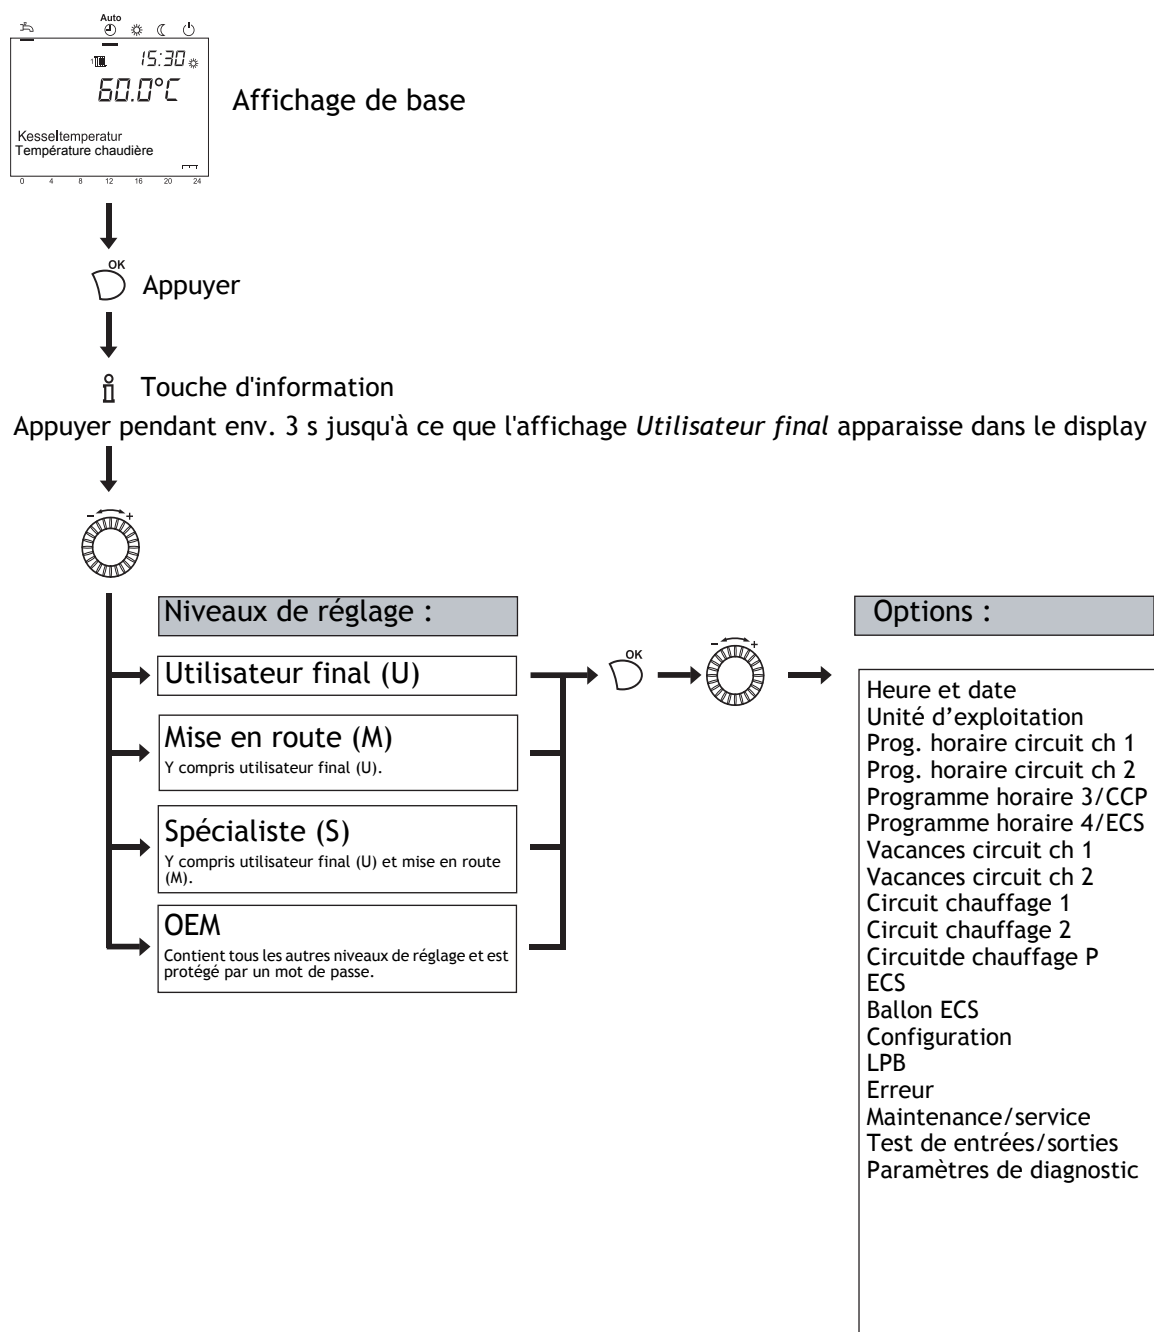 Auto
15:30
60.0°C
Affichage de base
Kesseltemperatur
Température chaudière
0 4 8 12 16 20 24
OK
Appuyer
Touche d'information
Appuyer pendant env. 3 s jusqu'à ce que l'affichage Utilisateur final apparaisse dans le display
- +
Niveaux de réglage :
Utilisateur final (U)
Mise en route (M)
Y compris utilisateur final (U).
Spécialiste (S)
Y compris utilisateur final (U) et mise en route
(M).
OEM
Contient tous les autres niveaux de réglage et est
protégé par un mot de passe.
OK
- +
Options :
Heure et date
Unité d’exploitation
Prog. horaire circuit ch 1
Prog. horaire circuit ch 2
Programme horaire 3/CCP
Programme horaire 4/ECS
Vacances circuit ch 1
Vacances circuit ch 2
Circuit chauffage 1
Circuit chauffage 2
Circuitde chauffage P
ECS
Ballon ECS
Configuration
LPB
Erreur
Maintenance/service
Test de entrées/sorties
Paramètres de diagnostic